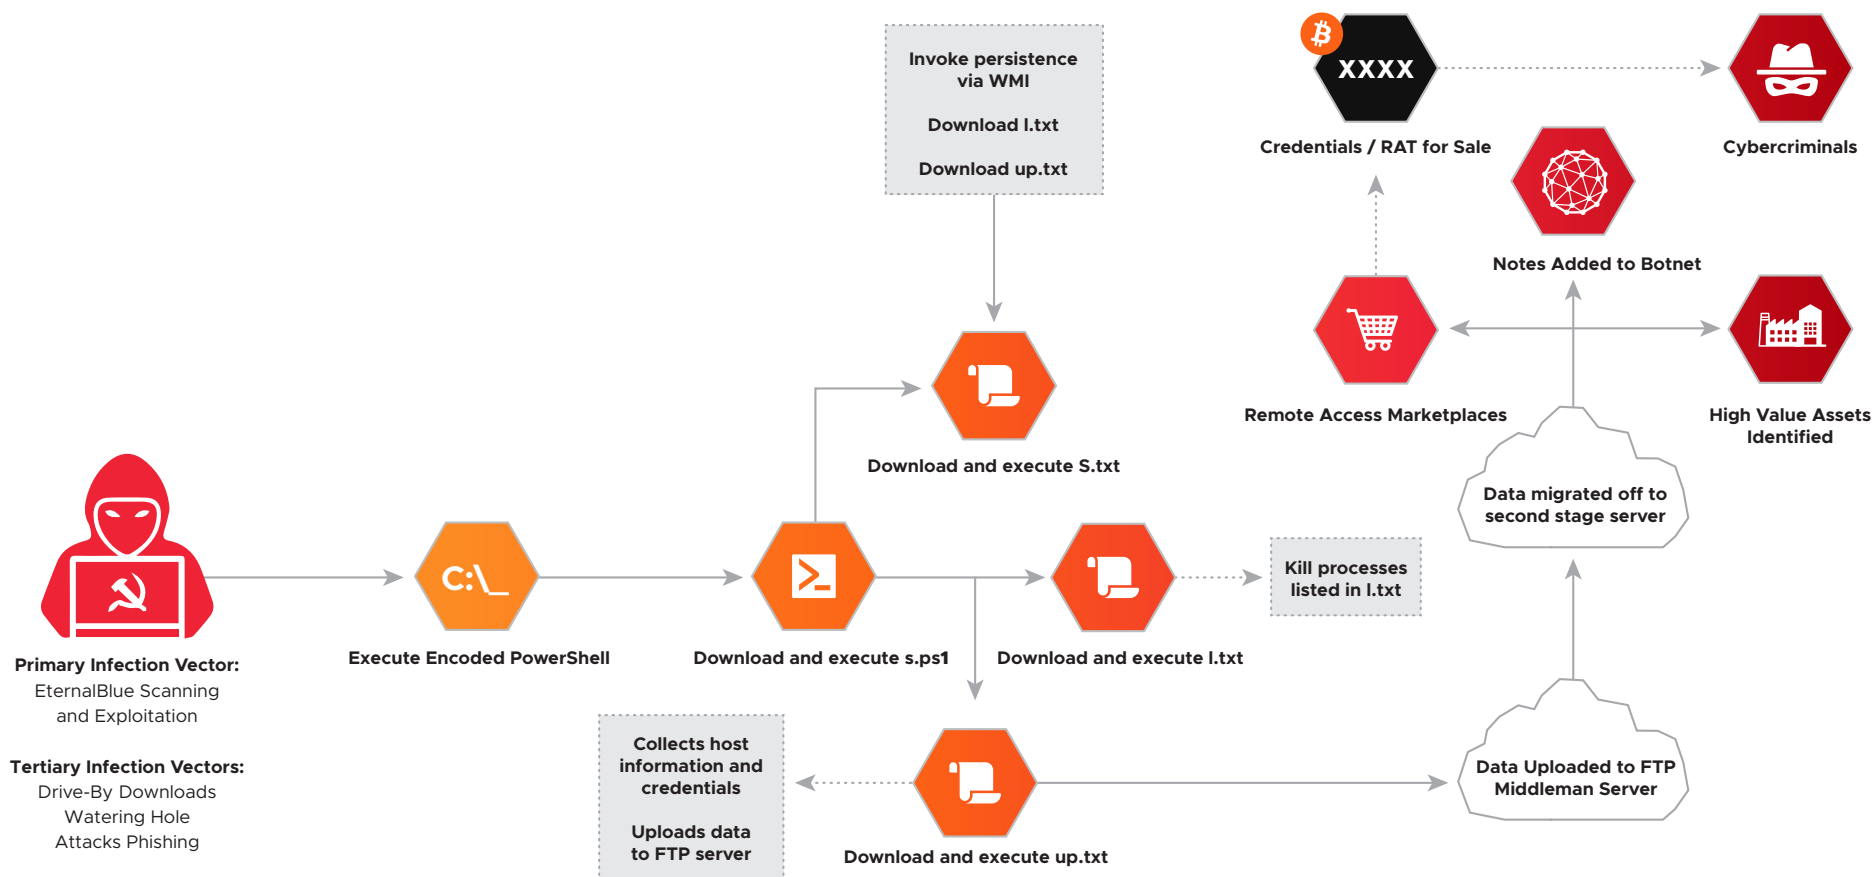 Invoke persistence
via WMI
Download l.txt
Download up.txt
XXXX
Credentials / RAT for Sale
Cybercriminals
Notes Added to Botnet
Remote Access Marketplaces
High Value Assets
Identified
Download and execute S.txt
Data migrated off to
second stage server
C:\_
Kill processes
listed in l.txt
Primary Infection Vector:
EternalBlue Scanning
and Exploitation
Execute Encoded PowerShell
Download and execute s.ps1
Download and execute l.txt
Tertiary Infection Vectors:
Drive-By Downloads
Watering Hole
Attacks Phishing
Collects host
information and
credentials
Uploads data
to FTP server
Download and execute up.txt
Data Uploaded to FTP
Middleman Server